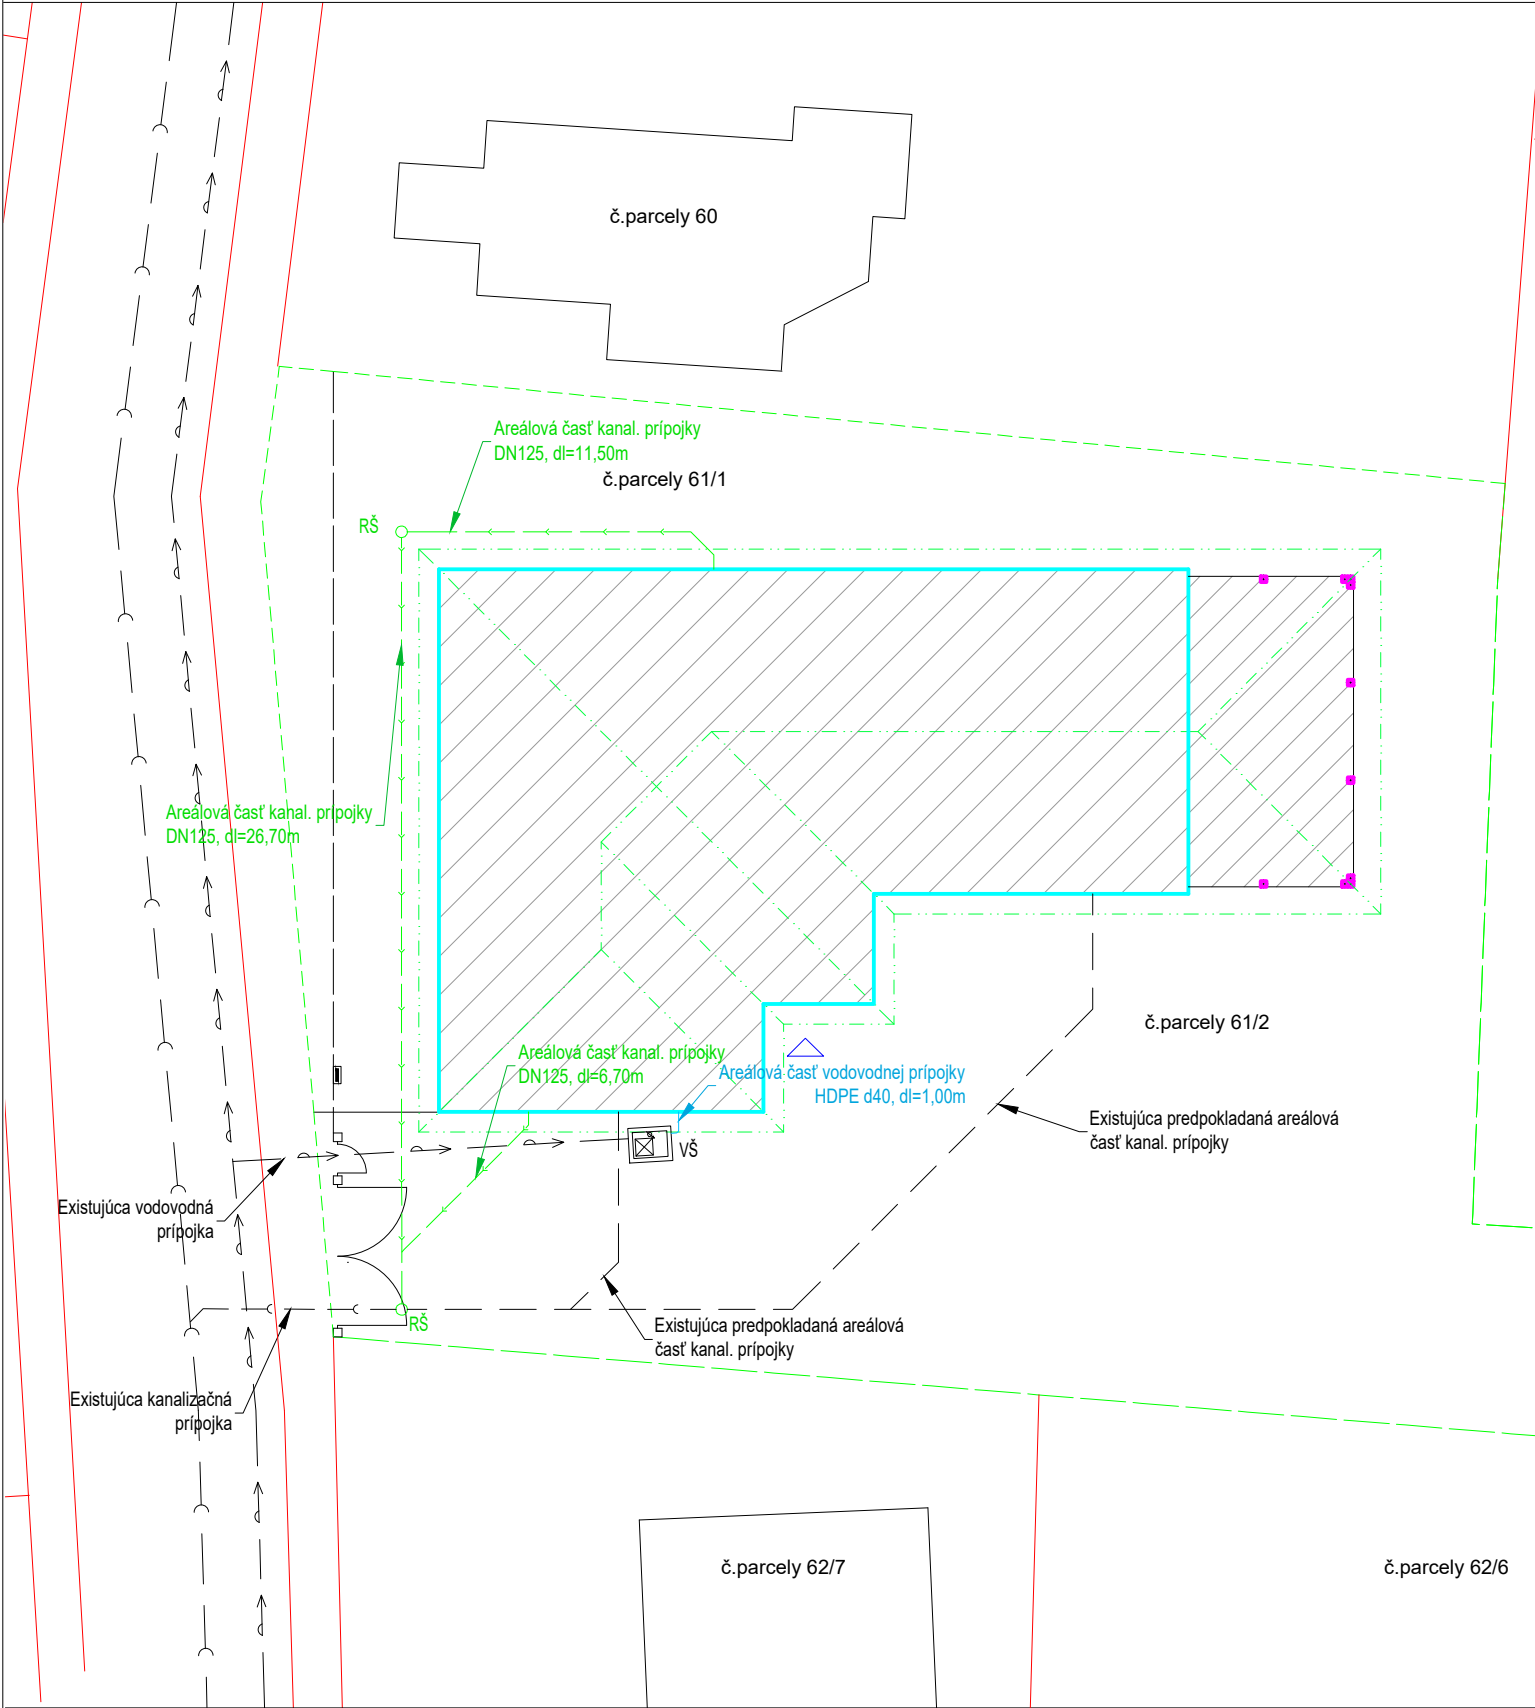 č.parcely 60
Areálová časť kanal. prípojky
DN125, dl=11,50m
č.parcely 61/1
RŠ
Areálová časť kanal. prípojky
DN125, dl=26,70m
č.parcely 61/2
Areálová časť kanal. prípojky
DN125, dl=6,70m
Areálová časť vodovodnej prípojky
HDPE d40, dl=1,00m
Existujúca predpokladaná areálová
časť kanal. prípojky
VŠ
Existujúca vodovodná
prípojka
RŠ
Existujúca predpokladaná areálová
časť kanal. prípojky
Existujúca kanalizačná
prípojka
č.parcely 62/7
č.parcely 62/6